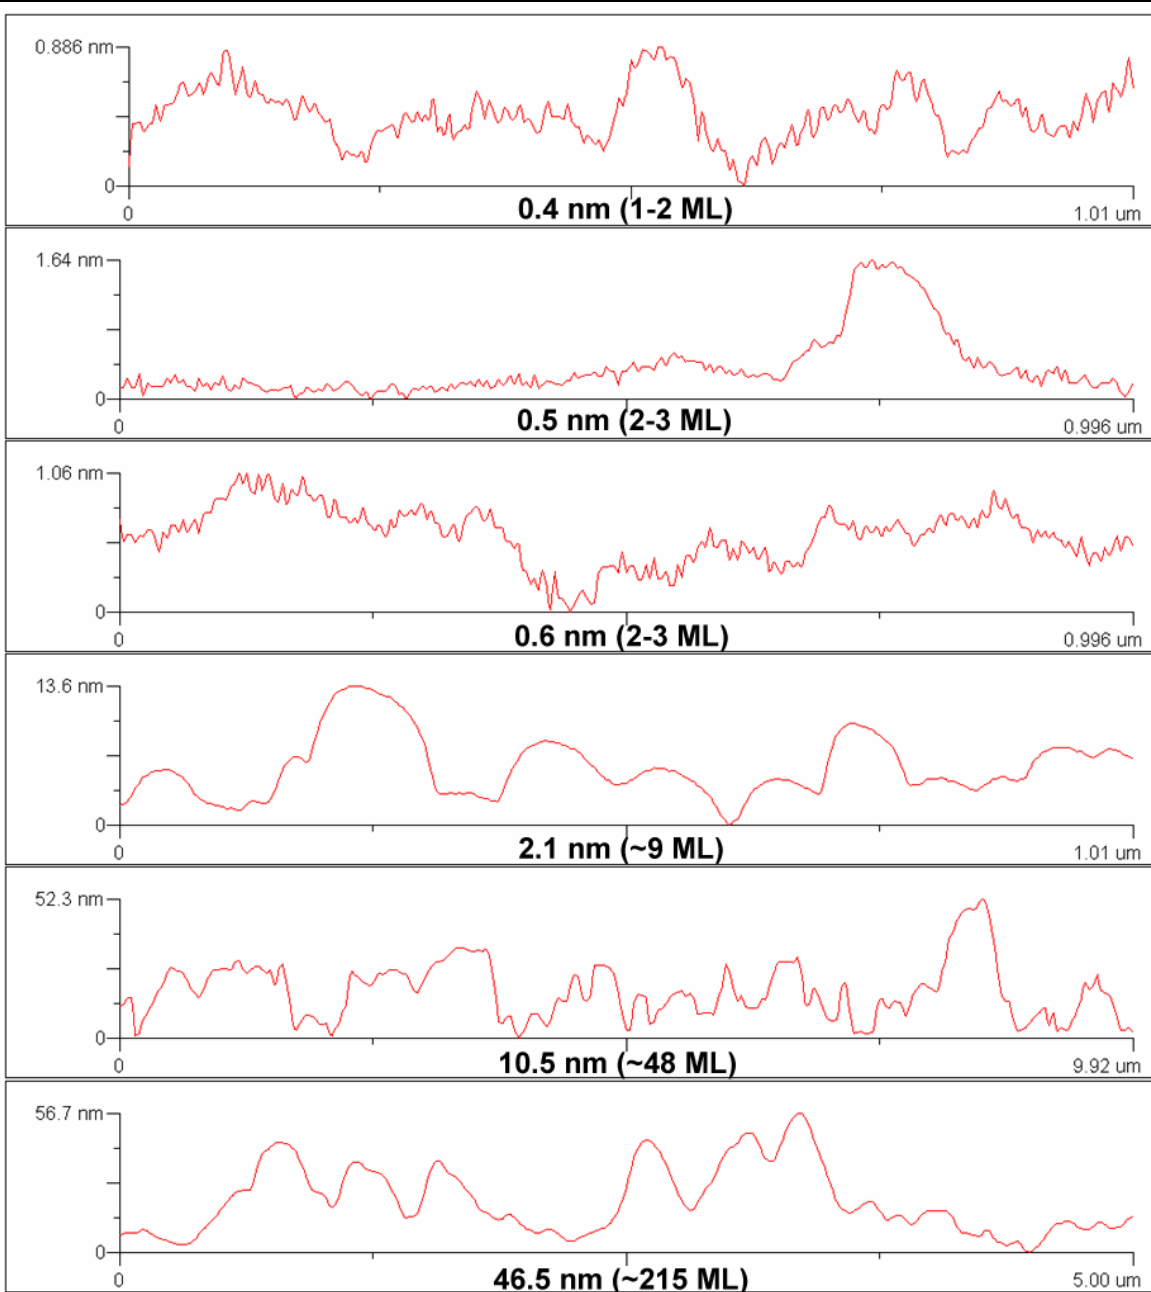 0.886 nm
0
0
0.4 nm (1-2 ML)
1.01 um
1.64 nm
0
0
0.5 nm (2-3 ML)
0.996 um
1.06 nm
0
0
0.6 nm (2-3 ML)
0.996 um
13.6 nm
0
0
2.1 nm (~9 ML)
1.01 um
52.3 nm
0
0
10.5 nm (~48 ML)
9.92 um
56.7 nm
0
0
46.5 nm (~215 ML)
5.00 um